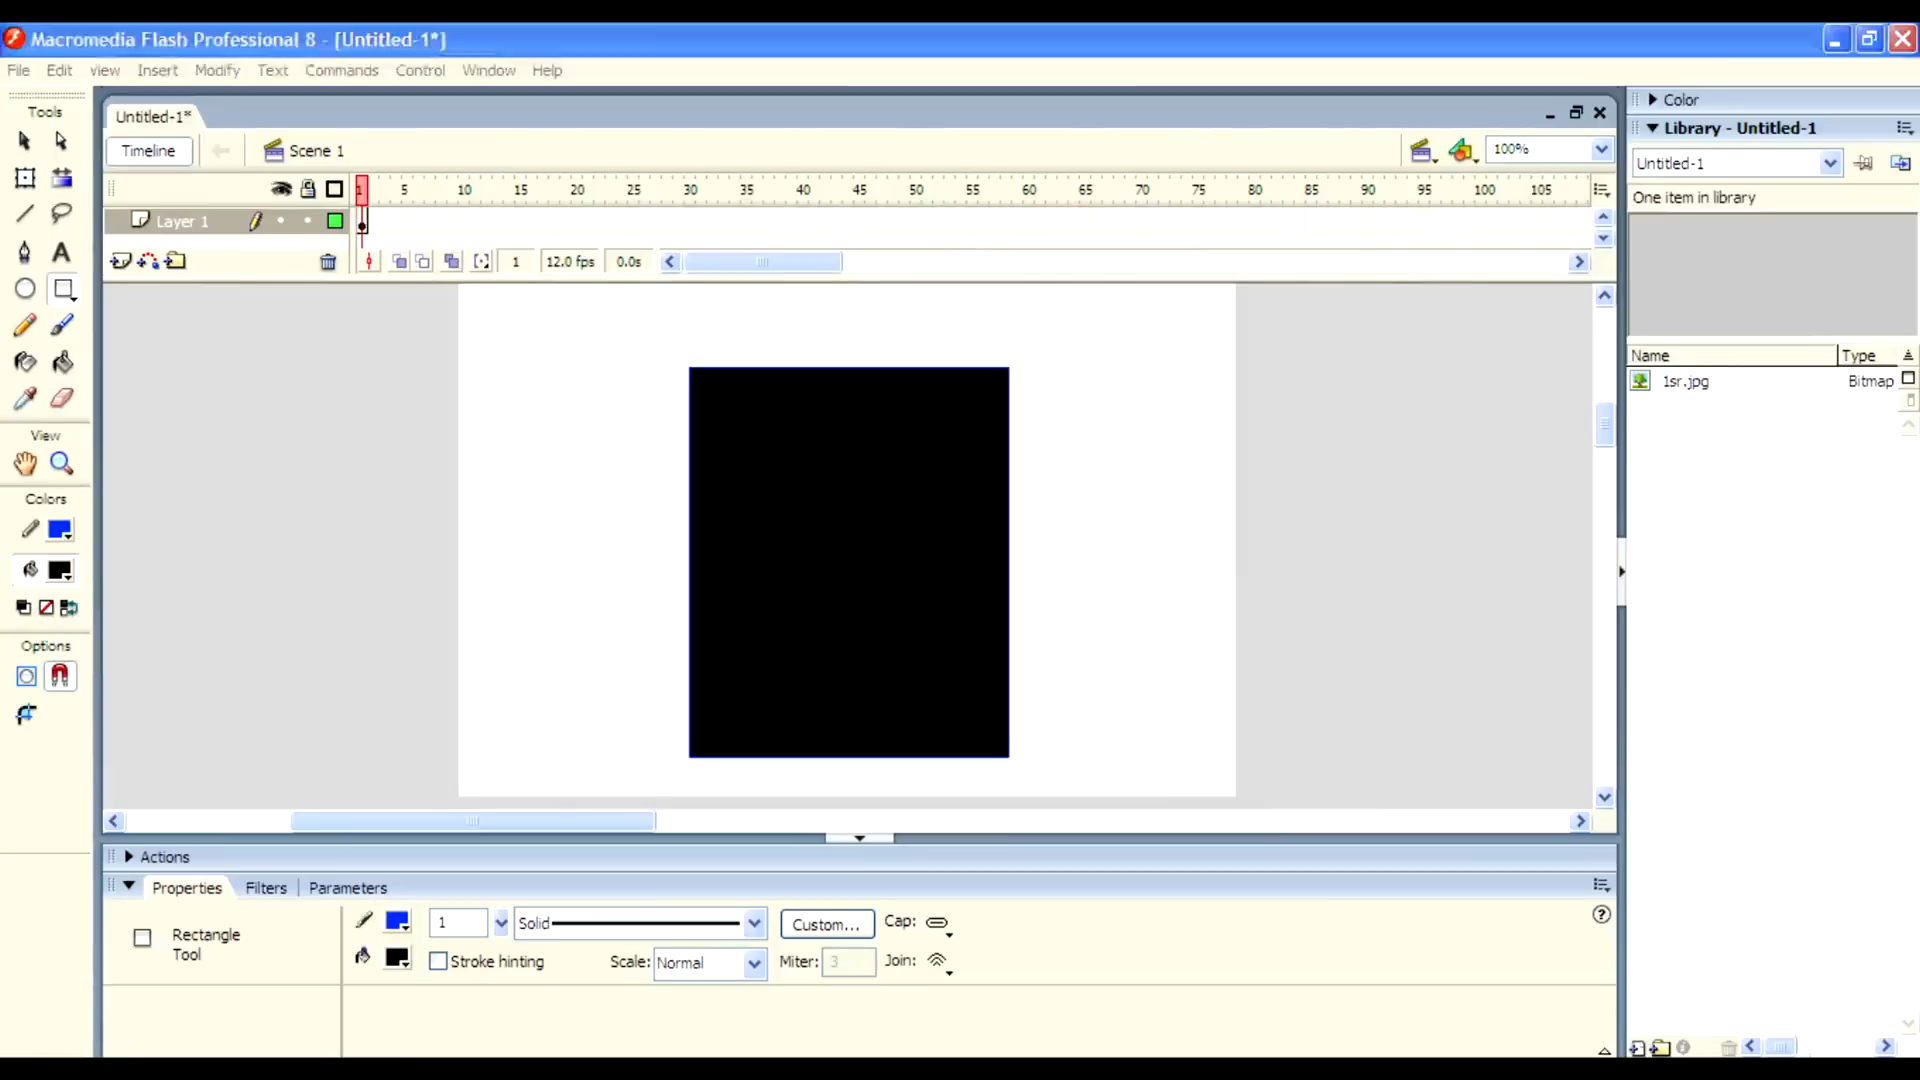 Macromedia Flash Professional 8 - [Untitled-1*]
File Edit View Insert Modify Text Commands Control Window Help
Tools
Untitled-1*
Timeline
Scene 1
100%
1 5 10 15 20 25 30 35 40 45 50 55 60 65 70 75 80 85 90 95 100 105
Layer 1
1 12.0 fps 0.0s
View
Colors
Options
Color
Library - Untitled-1
Untitled-1
One item in library
Name Type
1sr.jpg Bitmap
Actions
Properties Filters Parameters
Rectangle
Tool
1 Solid Custom... Cap:
Stroke hinting Scale: Normal Miter: 3 Join: